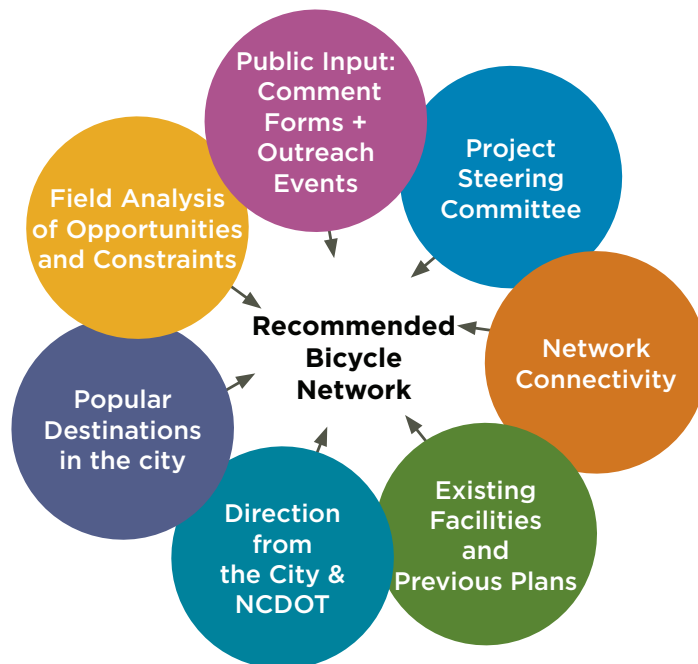 Public Input:
Comment
Forms +
Outreach
Events
Project
Steering
Committee
Network
Connectivity
Existing
Facilities
and
Previous Plans
Direction
from
the City &
NCDOT
Popular
Destinations
in the city
Field Analysis
of Opportunities
and Constraints
Recommended
Bicycle
Network